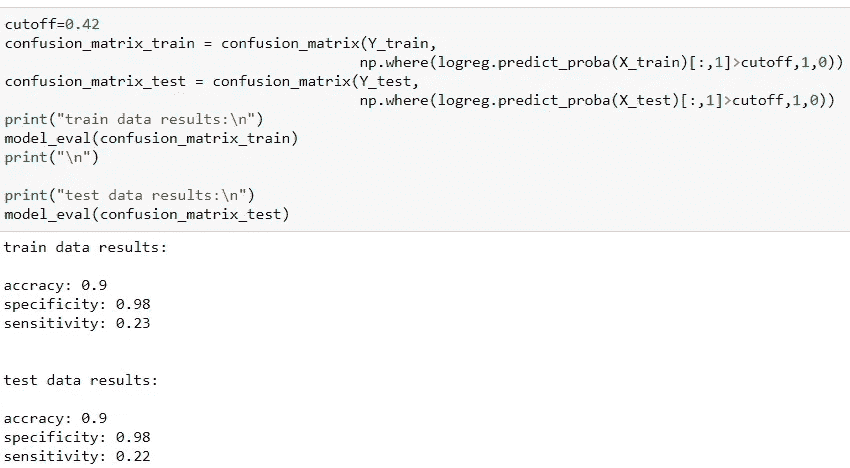 cutoff=0.42
confusion_matrix_train = confusion_matrix(Y_train,
np.where(logreg.predict_proba(X_train)[:,1]>cutoff,1,0))
confusion_matrix_test = confusion_matrix(Y_test,
np.where(logreg.predict_proba(X_test)[:,1]>cutoff,1,0))
print("train data results:\n")
model_eval(confusion_matrix_train)
print("\n")
print("test data results:\n")
model_eval(confusion_matrix_test)
train data results:
accracy: 0.9
specificity: 0.98
sensitivity: 0.23
test data results:
accracy: 0.9
specificity: 0.98
sensitivity: 0.22